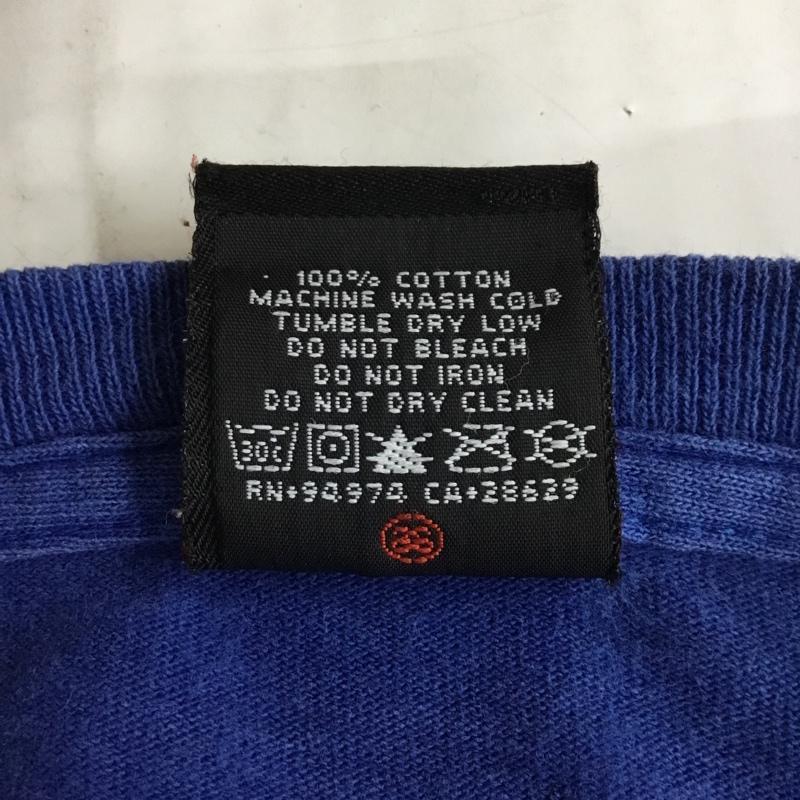 100% COTTON
MACHINE WASH COLD
TUMBLE DRY LOW
DO NOT BLEACH
DO NOT IRON
DO NOT DRY CLEAN
30C
RN+94974 CA+28629